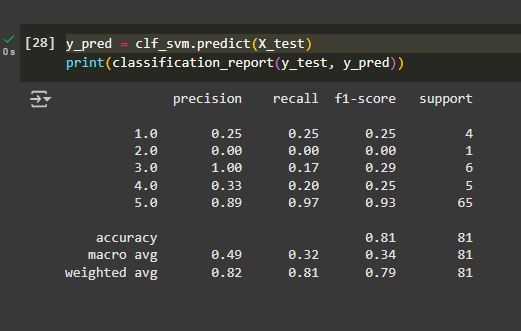 [28] y_pred = clf_svm.predict(X_test)
0s
print(classification_report(y_test, y_pred))
precision recall f1-score support
1.0 0.25 0.25 0.25 4
2.0 0.00 0.00 0.00 1
3.0 1.00 0.17 0.29 6
4.0 0.33 0.20 0.25 5
5.0 0.89 0.97 0.93 65
accuracy 0.81 81
macro avg 0.49 0.32 0.34 81
weighted avg 0.82 0.81 0.79 81